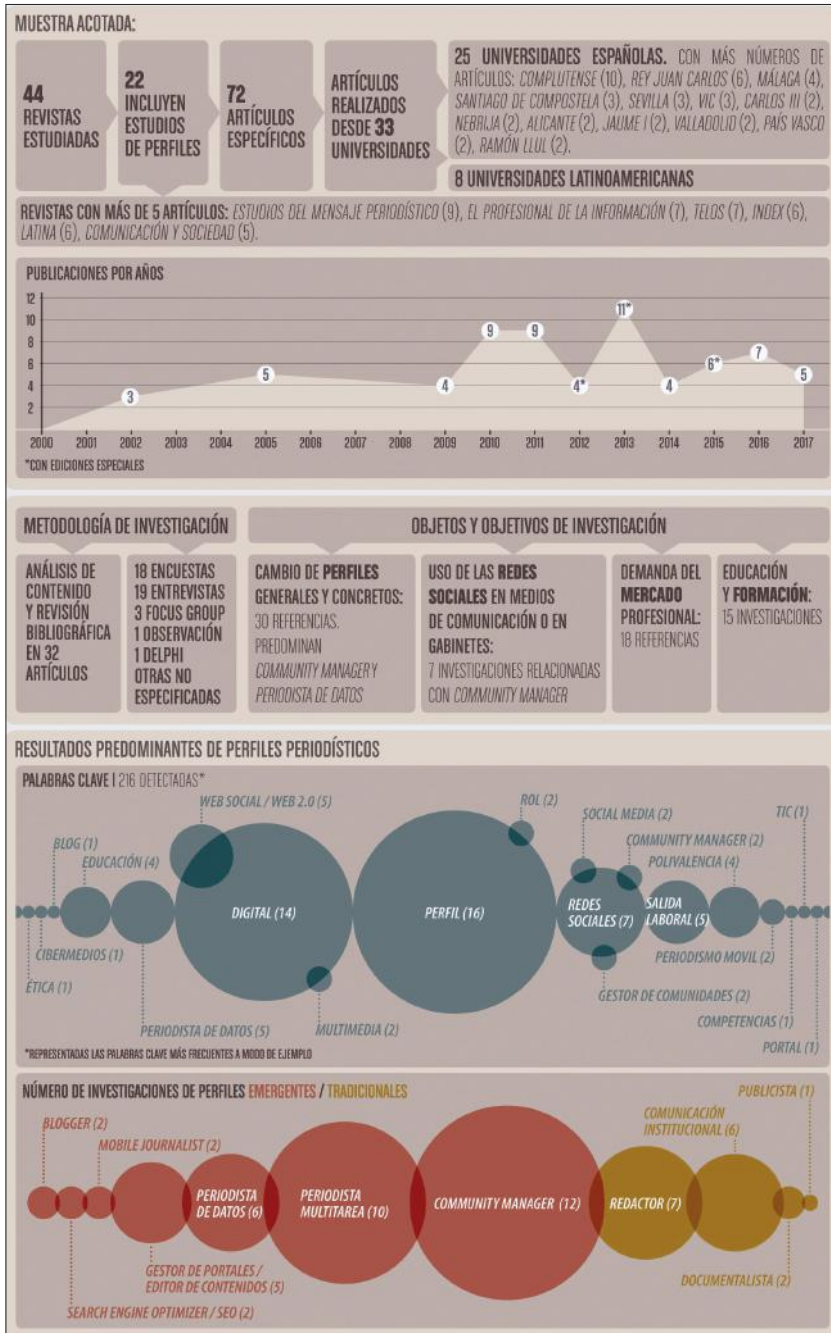 MUESTRA ACOTADA:
44
REVISTAS
ESTUDIADAS
22
INCLUYEN
ESTUDIOS
DE PERFILES
72
ARTÍCULOS
ESPECÍFICOS
ARTÍCULOS
REALIZADOS
DESDE 33
UNIVERSIDADES
25 UNIVERSIDADES ESPAÑOLAS. CON MÁS NÚMEROS DE
ARTÍCULOS: COMPLUTENSE (10), REY JUAN CARLOS (6), MÁLAGA (4),
SANTIAGO DE COMPOSTELA (3), SEVILLA (3), VIC (3), CARLOS III (2),
NEBRIJA (2), ALICANTE (2), JAUME I (2), VALLADOLID (2), PAÍS VASCO
(2), RAMÓN LLUL (2).
8 UNIVERSIDADES LATINOAMERICANAS
REVISTAS CON MÁS DE 5 ARTÍCULOS: ESTUDIOS DEL MENSAJE PERIODÍSTICO (9), EL PROFESIONAL DE LA INFORMACIÓN (7), TELOS (7), INDEX (6),
LATINA (6), COMUNICACIÓN Y SOCIEDAD (5).
PUBLICACIONES POR AÑOS
12
10
8
6
4
2
3
5
4
9
9
4*
11*
4
6*
7
5
2000 2001 2002 2003 2004 2005 2006 2007 2008 2009 2010 2011 2012 2013 2014 2015 2016 2017
*CON EDICIONES ESPECIALES
METODOLOGÍA DE INVESTIGACIÓN
ANÁLISIS DE
CONTENIDO
Y REVISIÓN
BIBLIOGRÁFICA
EN 32
ARTÍCULOS
18 ENCUESTAS
19 ENTREVISTAS
3 FOCUS GROUP
1 OBSERVACIÓN
1 DELPHI
OTRAS NO
ESPECIFICADAS
OBJETOS Y OBJETIVOS DE INVESTIGACIÓN
CAMBIO DE PERFILES
GENERALES Y CONCRETOS:
30 REFERENCIAS.
PREDOMINAN
COMMUNITY MANAGER Y
PERIODISTA DE DATOS
USO DE LAS REDES
SOCIALES EN MEDIOS
DE COMUNICACIÓN O EN
GABINETES:
7 INVESTIGACIONES RELACIONADAS
CON COMMUNITY MANAGER
DEMANDA DEL
MERCADO
PROFESIONAL:
18 REFERENCIAS
EDUCACIÓN
Y FORMACIÓN:
15 INVESTIGACIONES
RESULTADOS PREDOMINANTES DE PERFILES PERIODÍSTICOS
PALABRAS CLAVE | 216 DETECTADAS*
WEB SOCIAL / WEB 2.0 (5)
ROL (2)
SOCIAL MEDIA (2)
TIC (1)
BLOG (1)
COMMUNITY MANAGER (2)
EDUCACIÓN (4)
POLIVALENCIA (4)
DIGITAL (14)
PERFIL (16)
REDES
SOCIALES (7)
SALIDA
LABORAL (5)
CIBERMEDIOS (1)
PERIODISMO MOVIL (2)
ÉTICA (1)
GESTOR DE COMUNIDADES (2)
PERIODISTA DE DATOS (5)
MULTIMEDIA (2)
COMPETENCIAS (1)
PORTAL (1)
*REPRESENTADAS LAS PALABRAS CLAVE MÁS FRECUENTES A MODO DE EJEMPLO
NÚMERO DE INVESTIGACIONES DE PERFILES EMERGENTES / TRADICIONALES
PUBLICISTA (1)
BLOGGER (2)
COMUNICACIÓN
INSTITUCIONAL (6)
MOBILE JOURNALIST (2)
PERIODISTA
DE DATOS (6)
PERIODISTA
MULTITAREA (10)
COMMUNITY MANAGER (12)
REDACTOR (7)
GESTOR DE PORTALES /
EDITOR DE CONTENIDOS (5)
DOCUMENTALISTA (2)
SEARCH ENGINE OPTIMIZER / SEO (2)